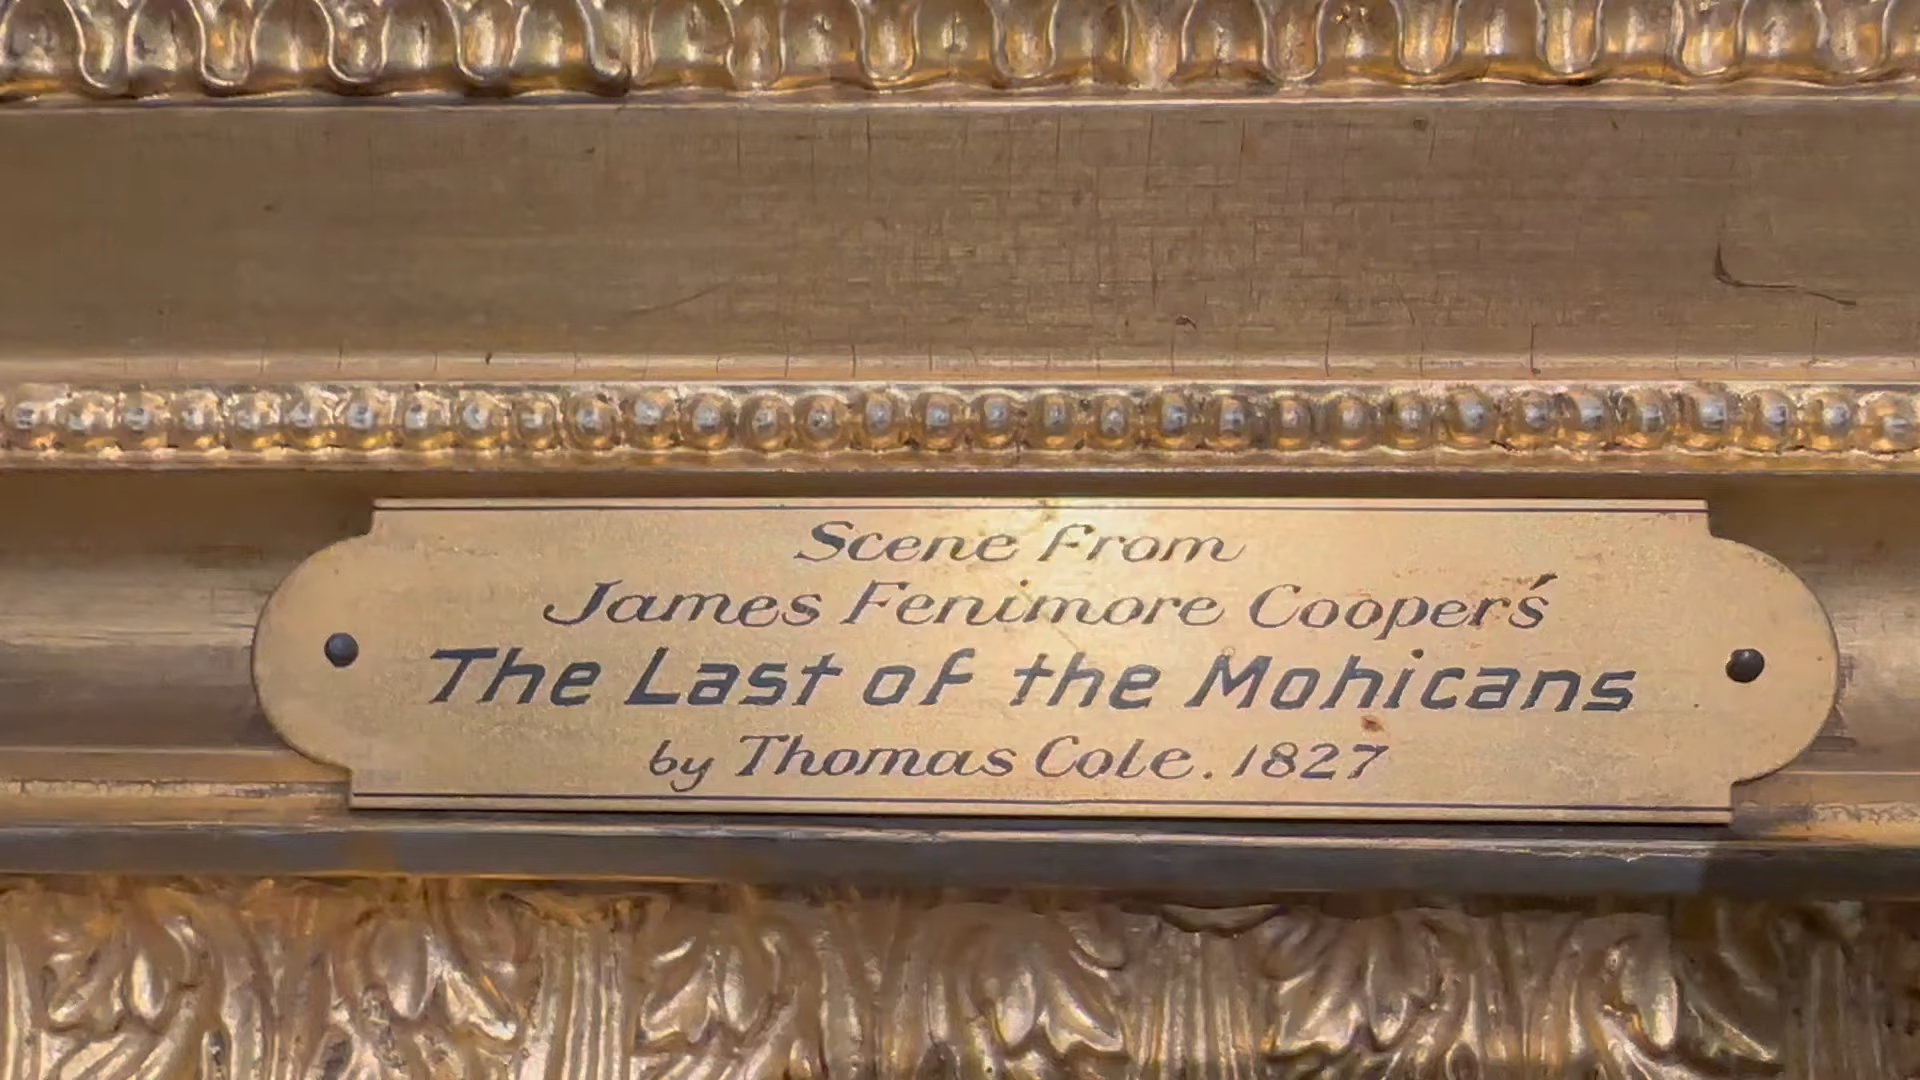 Scene From
James Fenimore Cooper's
The Last of the Mohicans
by Thomas Cole. 1827